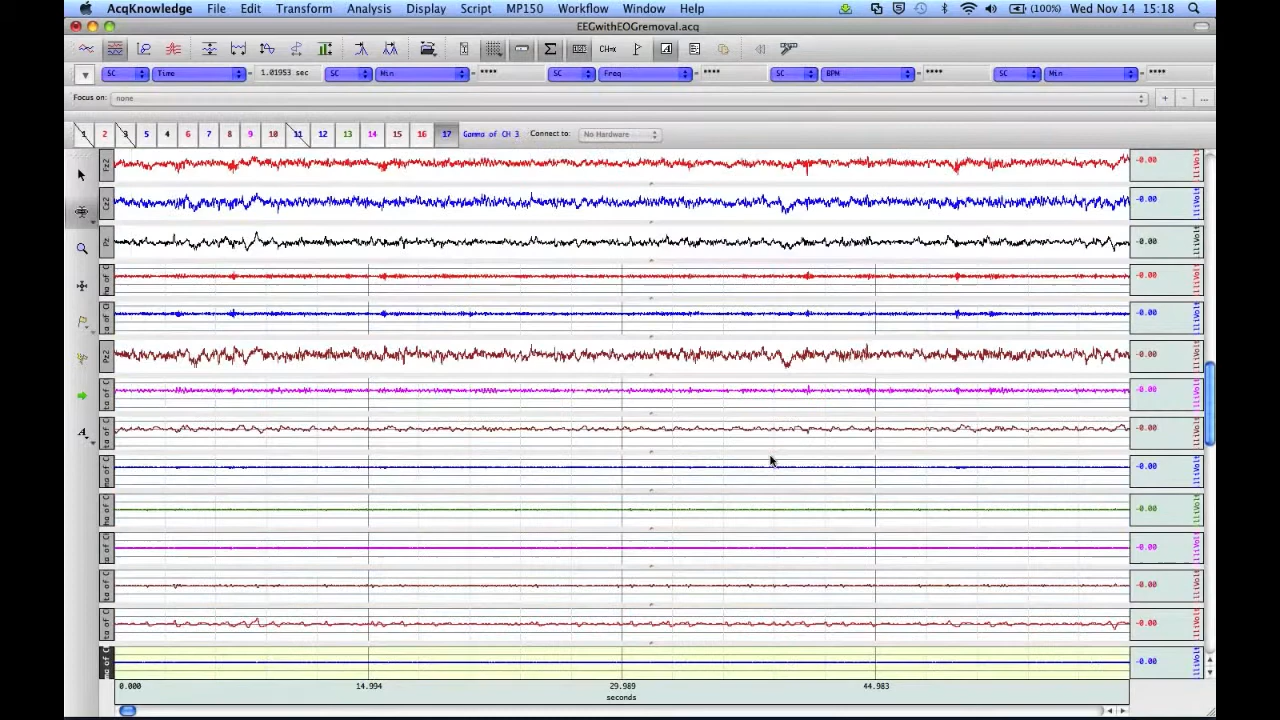 AcqKnowledge File Edit Transform Analysis Display Script MP150 Workflow Window Help (100%) Wed Nov 14 15:18
EEGwithEOGremoval.acq
SC Time = 1.01953 sec SC Min = **** SC Freq = **** SC BPM = **** SC Min = ****
Focus on: none
1 2 3 5 4 6 7 8 9 10 11 12 13 14 15 16 17 Gamma of CH 3 Connect to: No Hardware
Fz2 -0.00
Cz2 -0.00
Pz -0.00
-0.00
-0.00
Pz2 -0.00
-0.00
-0.00
-0.00
-0.00
-0.00
-0.00
-0.00
-0.00
0.000 14.994 29.989 44.983
seconds